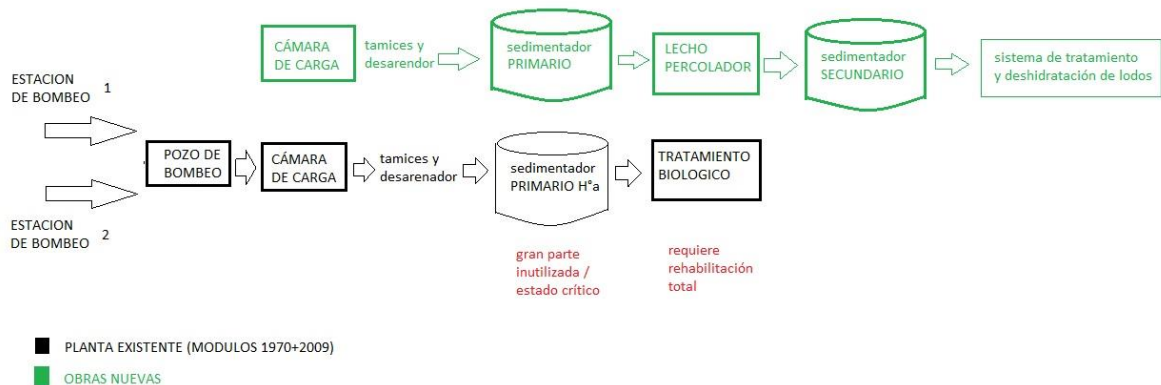 CÁMARA
DE CARGA
tamices y
desarendor
sedimentador
PRIMARIO
LECHO
PERCOLADOR
sedimentador
SECUNDARIO
sistema de tratamiento
y deshidratación de lodos
ESTACION
DE BOMBEO 1
POZO DE
BOMBEO
CÁMARA
DE CARGA
tamices y
desarenador
sedimentador
PRIMARIO H°a
TRATAMIENTO
BIOLOGICO
ESTACION
DE BOMBEO 2
gran parte
inutilizada /
estado crítico
requiere
rehabilitación
total
PLANTA EXISTENTE (MODULOS 1970+2009)
OBRAS NUEVAS